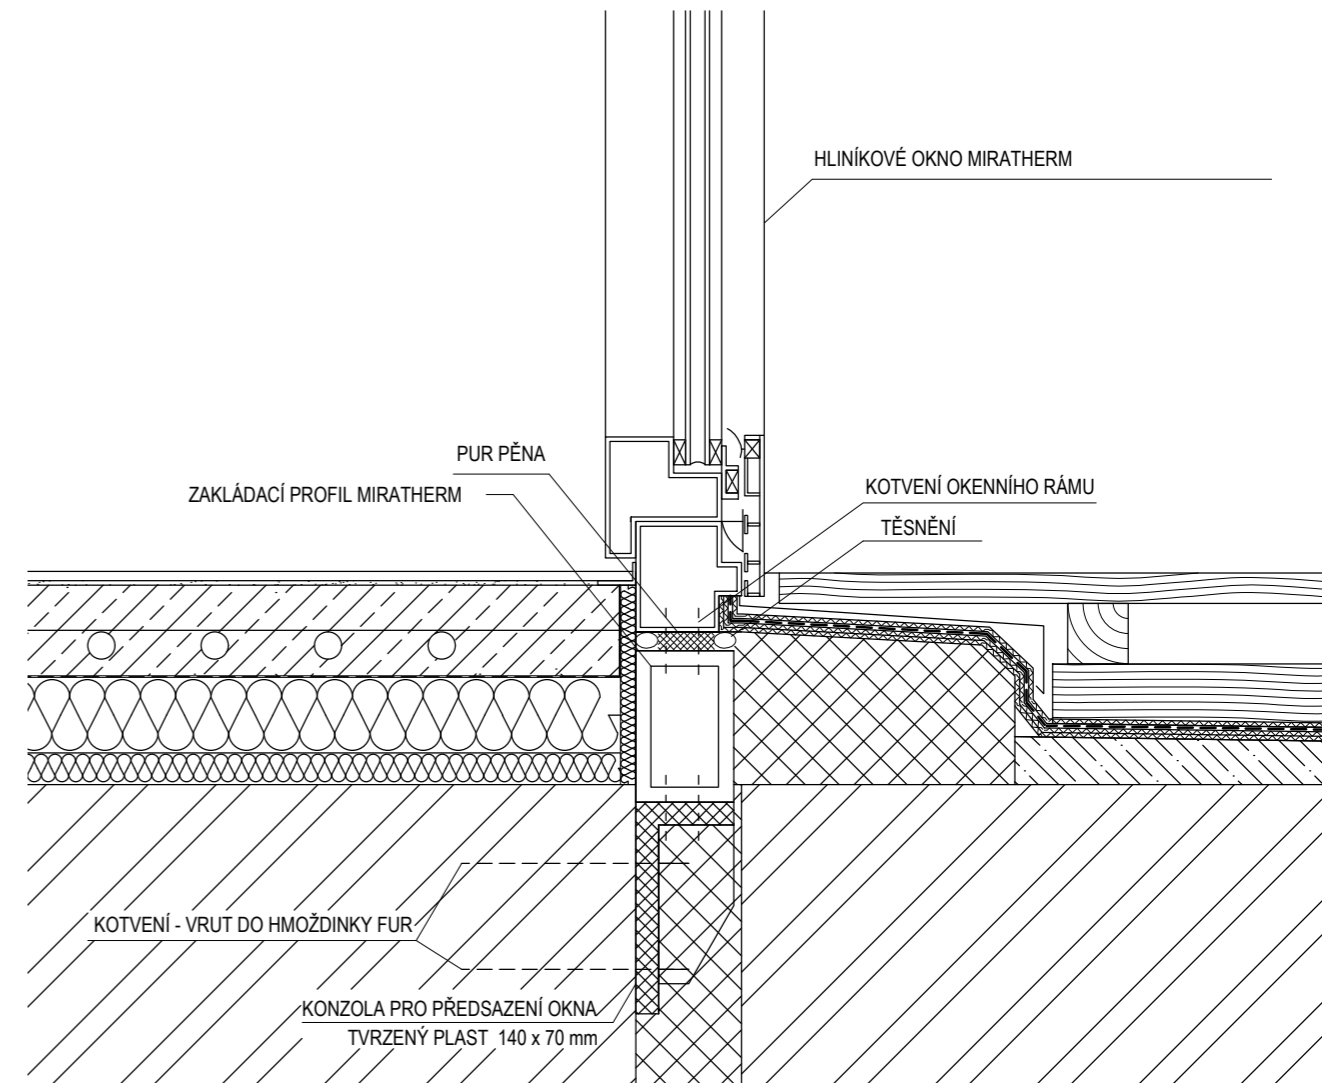 HLINÍKOVÉ OKNO MIRATHERM
PUR PĚNA
ZAKLÁDACÍ PROFIL MIRATHERM
KOTVENÍ OKENNÍHO RÁMU
TĚSNĚNÍ
KOTVENÍ - VRUT DO HMOŽDINKY FUR
KONZOLA PRO PŘEDSAZENÍ OKNA
TVRZENÝ PLAST 140 x 70 mm